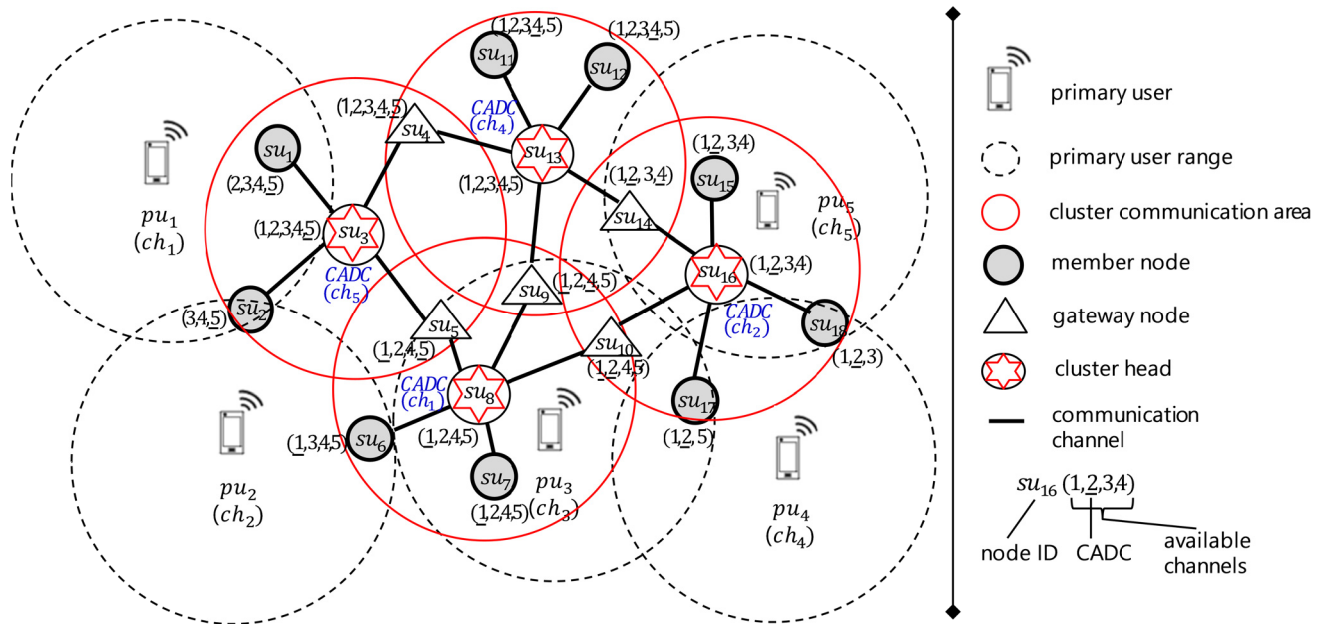 (1,2,3,4,5)
(1,2,3,4,5)
su11
su12
(1,2,3,4,5)
CADC
(ch4)
su4
su1
su13
(2,3,4,5)
(1,2,3,4,5)
(1,2,3,4)
(1,2,3,4)
su15
pu1
(ch1)
(1,2,3,4,5)
su3
su14
pu5
(ch5)
CADC
(ch5)
su16
(1,2,3,4)
su2
(3,4,5)
su9
(1,2,4,5)
CADC
(ch2)
su18
su5
(1,2,4,5)
su10
(1,2,4,5)
(1,2,3)
CADC
(ch1)
su8
su17
su6
(1,3,4,5)
(1,2,4,5)
(1,2,5)
su7
(1,2,4,5)
pu2
(ch2)
pu3
(ch3)
pu4
(ch4)
primary user
primary user range
cluster communication area
member node
gateway node
cluster head
communication
channel
su16 (1,2,3,4)
node ID
CADC
available
channels